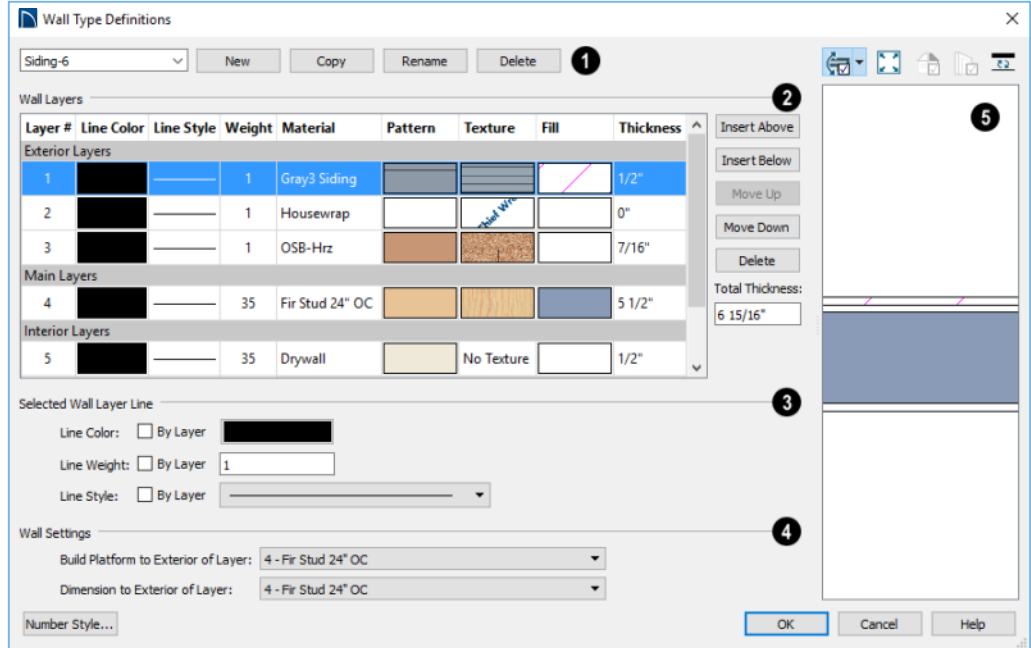 Wall Type Definitions
Siding-6 New Copy Rename Delete 1
Wall Layers 2
Layer # Line Color Line Style Weight Material Pattern Texture Fill Thickness
Exterior Layers
1 1 Gray3 Siding 1/2"
2 1 Housewrap 0"
3 1 OSB-Hrz 7/16"
Main Layers
4 35 Fir Stud 24" OC 5 1/2"
Interior Layers
5 35 Drywall No Texture 1/2"
Insert Above
Insert Below
Move Up
Move Down
Delete
Total Thickness:
6 15/16"
5
Selected Wall Layer Line 3
Line Color: By Layer
Line Weight: By Layer 1
Line Style: By Layer
Wall Settings 4
Build Platform to Exterior of Layer: 4 - Fir Stud 24" OC
Dimension to Exterior of Layer: 4 - Fir Stud 24" OC
Number Style... OK Cancel Help